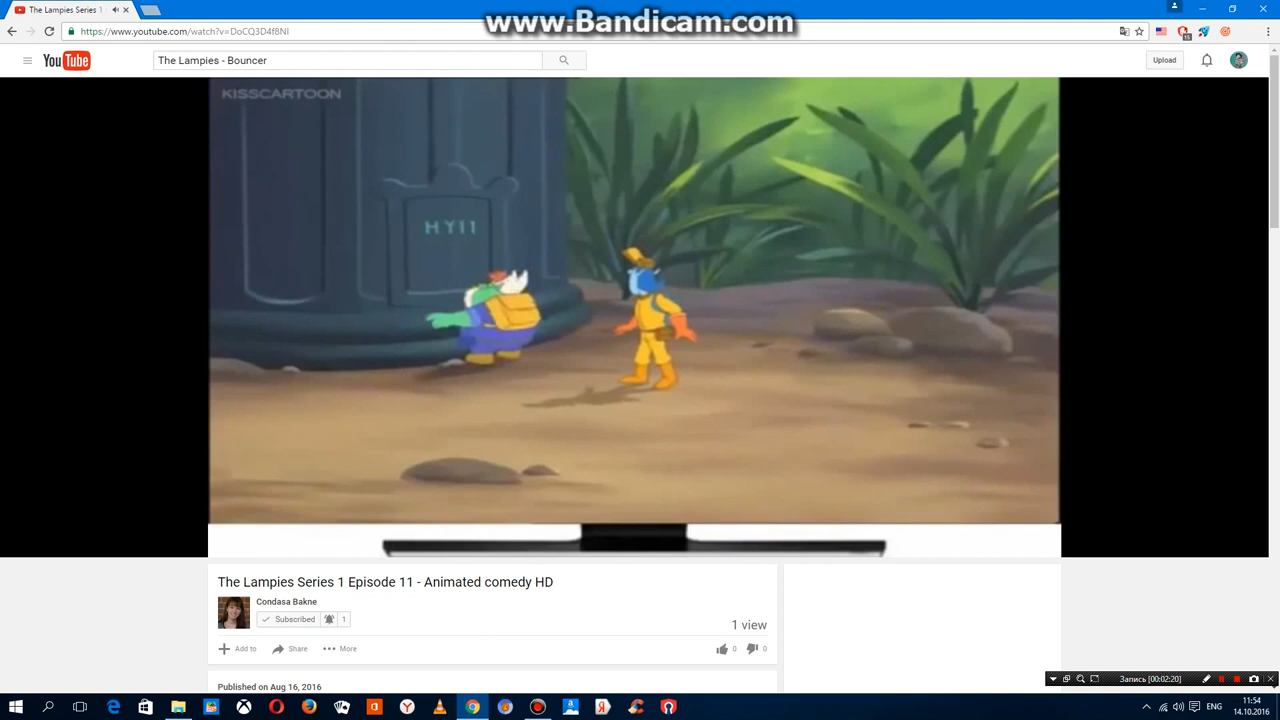 The Lampies Series 1
www.Bandicam.com
https://www.youtube.com/watch?v=DoCQ3D4f8NI
YouTube
The Lampies - Bouncer
Upload
KISSCARTOON
HY11
The Lampies Series 1 Episode 11 - Animated comedy HD
Condasa Bakne
Subscribed 1
1 view
Add to Share More 0 0
Published on Aug 16, 2016
Запись [00:02:20]
ENG
11:54
14.10.2016